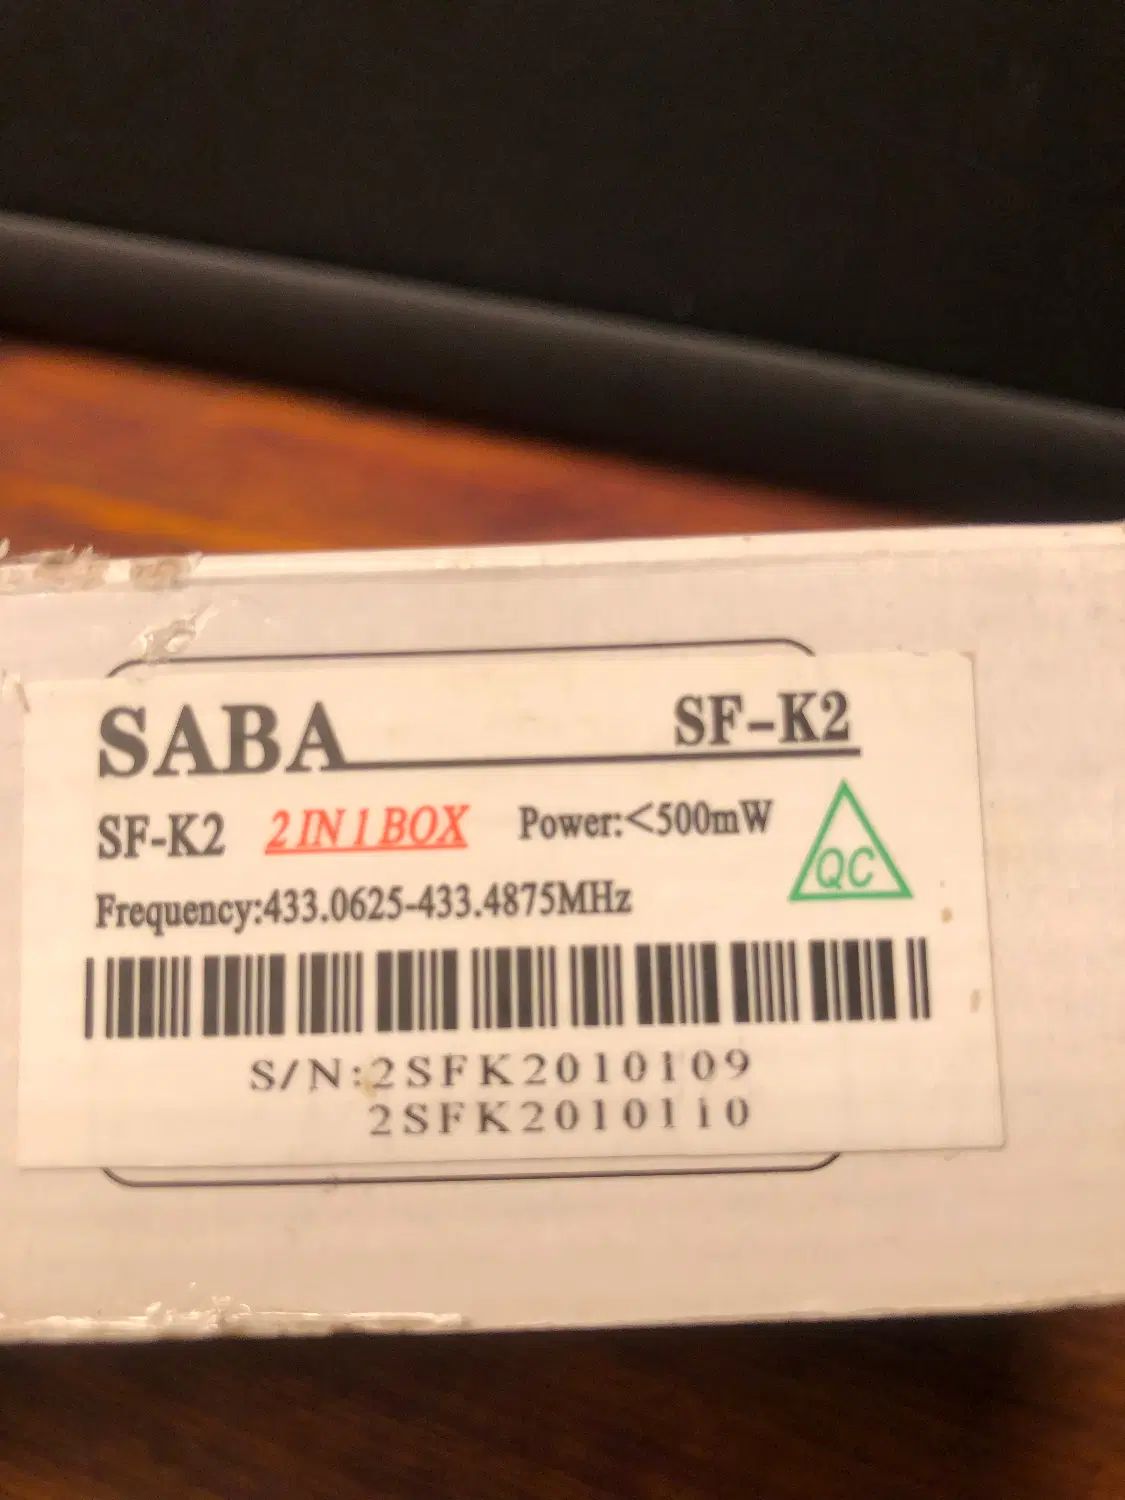 SABA SF-K2
SF-K2 2 IN 1 BOX Power:<500mW
QC
Frequency:433.0625-433.4875MHz
S/N:2SFK2010109
2SFK2010110